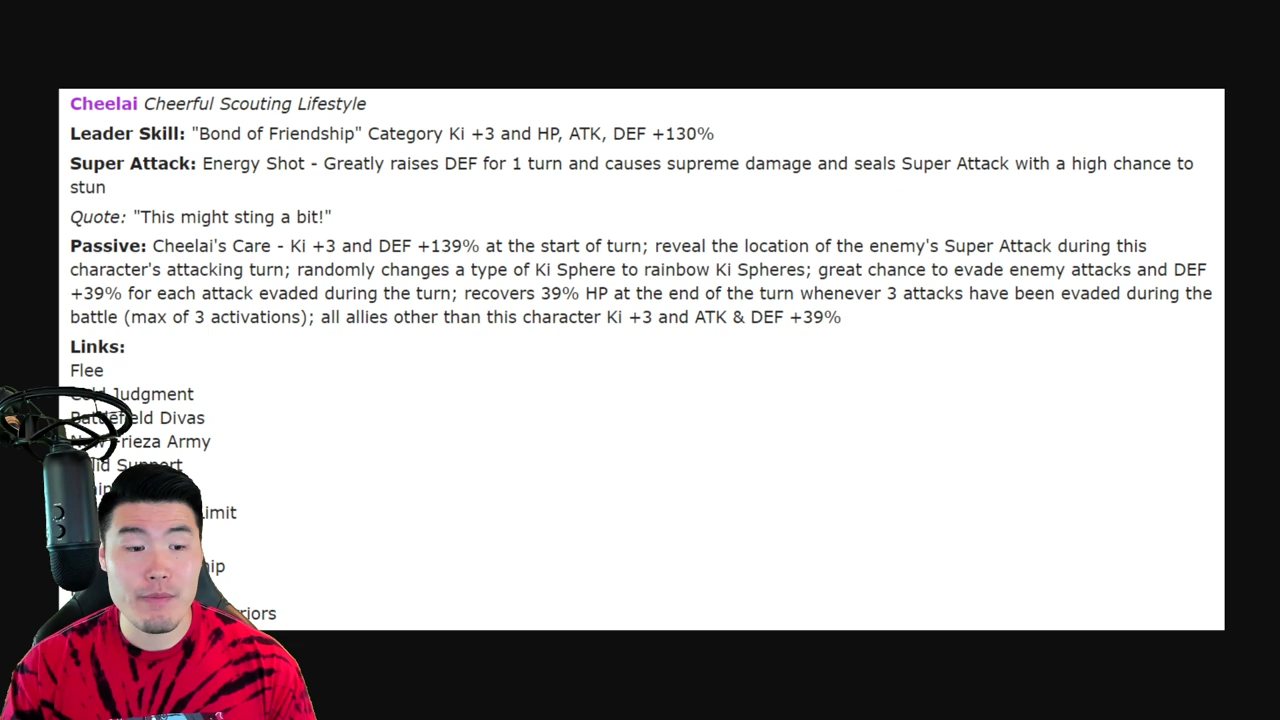 Cheelai Cheerful Scouting Lifestyle
Leader Skill: "Bond of Friendship" Category Ki +3 and HP, ATK, DEF +130%
Super Attack: Energy Shot - Greatly raises DEF for 1 turn and causes supreme damage and seals Super Attack with a high chance to
stun
Quote: "This might sting a bit!"
Passive: Cheelai's Care - Ki +3 and DEF +139% at the start of turn; reveal the location of the enemy's Super Attack during this
character's attacking turn; randomly changes a type of Ki Sphere to rainbow Ki Spheres; great chance to evade enemy attacks and DEF
+39% for each attack evaded during the turn; recovers 39% HP at the end of the turn whenever 3 attacks have been evaded during the
battle (max of 3 activations); all allies other than this character Ki +3 and ATK & DEF +39%
Links:
Flee
Cold Judgment
Battlefield Divas
New Frieza Army
Solid Support
Limit